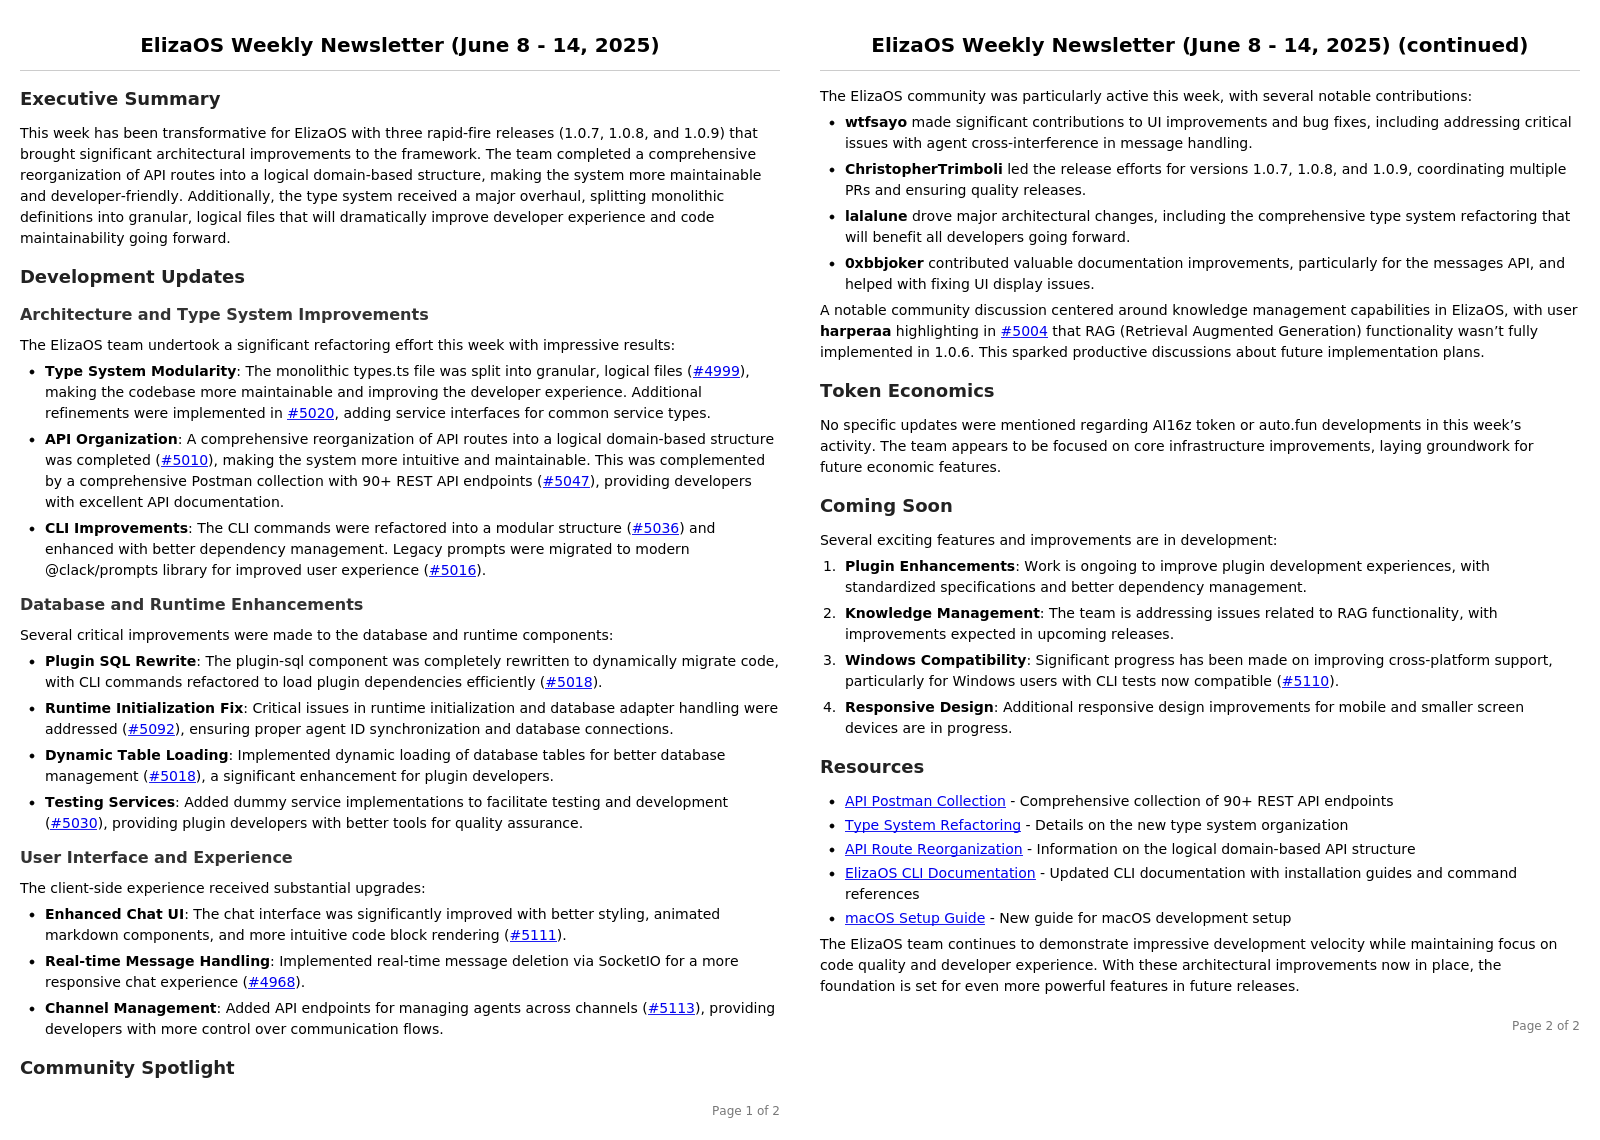 ElizaOS Weekly Newsletter (June 8 - 14, 2025)
Executive Summary
This week has been transformative for ElizaOS with three rapid-fire releases (1.0.7, 1.0.8, and 1.0.9) that
brought significant architectural improvements to the framework. The team completed a comprehensive
reorganization of API routes into a logical domain-based structure, making the system more maintainable
and developer-friendly. Additionally, the type system received a major overhaul, splitting monolithic
definitions into granular, logical files that will dramatically improve developer experience and code
maintainability going forward.
Development Updates
Architecture and Type System Improvements
The ElizaOS team undertook a significant refactoring effort this week with impressive results:
• Type System Modularity: The monolithic types.ts file was split into granular, logical files (#4999),
making the codebase more maintainable and improving the developer experience. Additional
refinements were implemented in #5020, adding service interfaces for common service types.
• API Organization: A comprehensive reorganization of API routes into a logical domain-based structure
was completed (#5010), making the system more intuitive and maintainable. This was complemented
by a comprehensive Postman collection with 90+ REST API endpoints (#5047), providing developers
with excellent API documentation.
• CLI Improvements: The CLI commands were refactored into a modular structure (#5036) and
enhanced with better dependency management. Legacy prompts were migrated to modern
@clack/prompts library for improved user experience (#5016).
Database and Runtime Enhancements
Several critical improvements were made to the database and runtime components:
• Plugin SQL Rewrite: The plugin-sql component was completely rewritten to dynamically migrate code,
with CLI commands refactored to load plugin dependencies efficiently (#5018).
• Runtime Initialization Fix: Critical issues in runtime initialization and database adapter handling were
addressed (#5092), ensuring proper agent ID synchronization and database connections.
• Dynamic Table Loading: Implemented dynamic loading of database tables for better database
management (#5018), a significant enhancement for plugin developers.
• Testing Services: Added dummy service implementations to facilitate testing and development
(#5030), providing plugin developers with better tools for quality assurance.
User Interface and Experience
The client-side experience received substantial upgrades:
• Enhanced Chat UI: The chat interface was significantly improved with better styling, animated
markdown components, and more intuitive code block rendering (#5111).
• Real-time Message Handling: Implemented real-time message deletion via SocketIO for a more
responsive chat experience (#4968).
• Channel Management: Added API endpoints for managing agents across channels (#5113), providing
developers with more control over communication flows.
Community Spotlight
Page 1 of 2
ElizaOS Weekly Newsletter (June 8 - 14, 2025) (continued)
The ElizaOS community was particularly active this week, with several notable contributions:
• wtfsayo made significant contributions to UI improvements and bug fixes, including addressing critical
issues with agent cross-interference in message handling.
• ChristopherTrimboli led the release efforts for versions 1.0.7, 1.0.8, and 1.0.9, coordinating multiple
PRs and ensuring quality releases.
• lalalune drove major architectural changes, including the comprehensive type system refactoring that
will benefit all developers going forward.
• 0xbbjoker contributed valuable documentation improvements, particularly for the messages API, and
helped with fixing UI display issues.
A notable community discussion centered around knowledge management capabilities in ElizaOS, with user
harperaa highlighting in #5004 that RAG (Retrieval Augmented Generation) functionality wasn’t fully
implemented in 1.0.6. This sparked productive discussions about future implementation plans.
Token Economics
No specific updates were mentioned regarding AI16z token or auto.fun developments in this week’s
activity. The team appears to be focused on core infrastructure improvements, laying groundwork for
future economic features.
Coming Soon
Several exciting features and improvements are in development:
1. Plugin Enhancements: Work is ongoing to improve plugin development experiences, with
standardized specifications and better dependency management.
2. Knowledge Management: The team is addressing issues related to RAG functionality, with
improvements expected in upcoming releases.
3. Windows Compatibility: Significant progress has been made on improving cross-platform support,
particularly for Windows users with CLI tests now compatible (#5110).
4. Responsive Design: Additional responsive design improvements for mobile and smaller screen
devices are in progress.
Resources
• API Postman Collection - Comprehensive collection of 90+ REST API endpoints
• Type System Refactoring - Details on the new type system organization
• API Route Reorganization - Information on the logical domain-based API structure
• ElizaOS CLI Documentation - Updated CLI documentation with installation guides and command
references
• macOS Setup Guide - New guide for macOS development setup
The ElizaOS team continues to demonstrate impressive development velocity while maintaining focus on
code quality and developer experience. With these architectural improvements now in place, the
foundation is set for even more powerful features in future releases.
Page 2 of 2